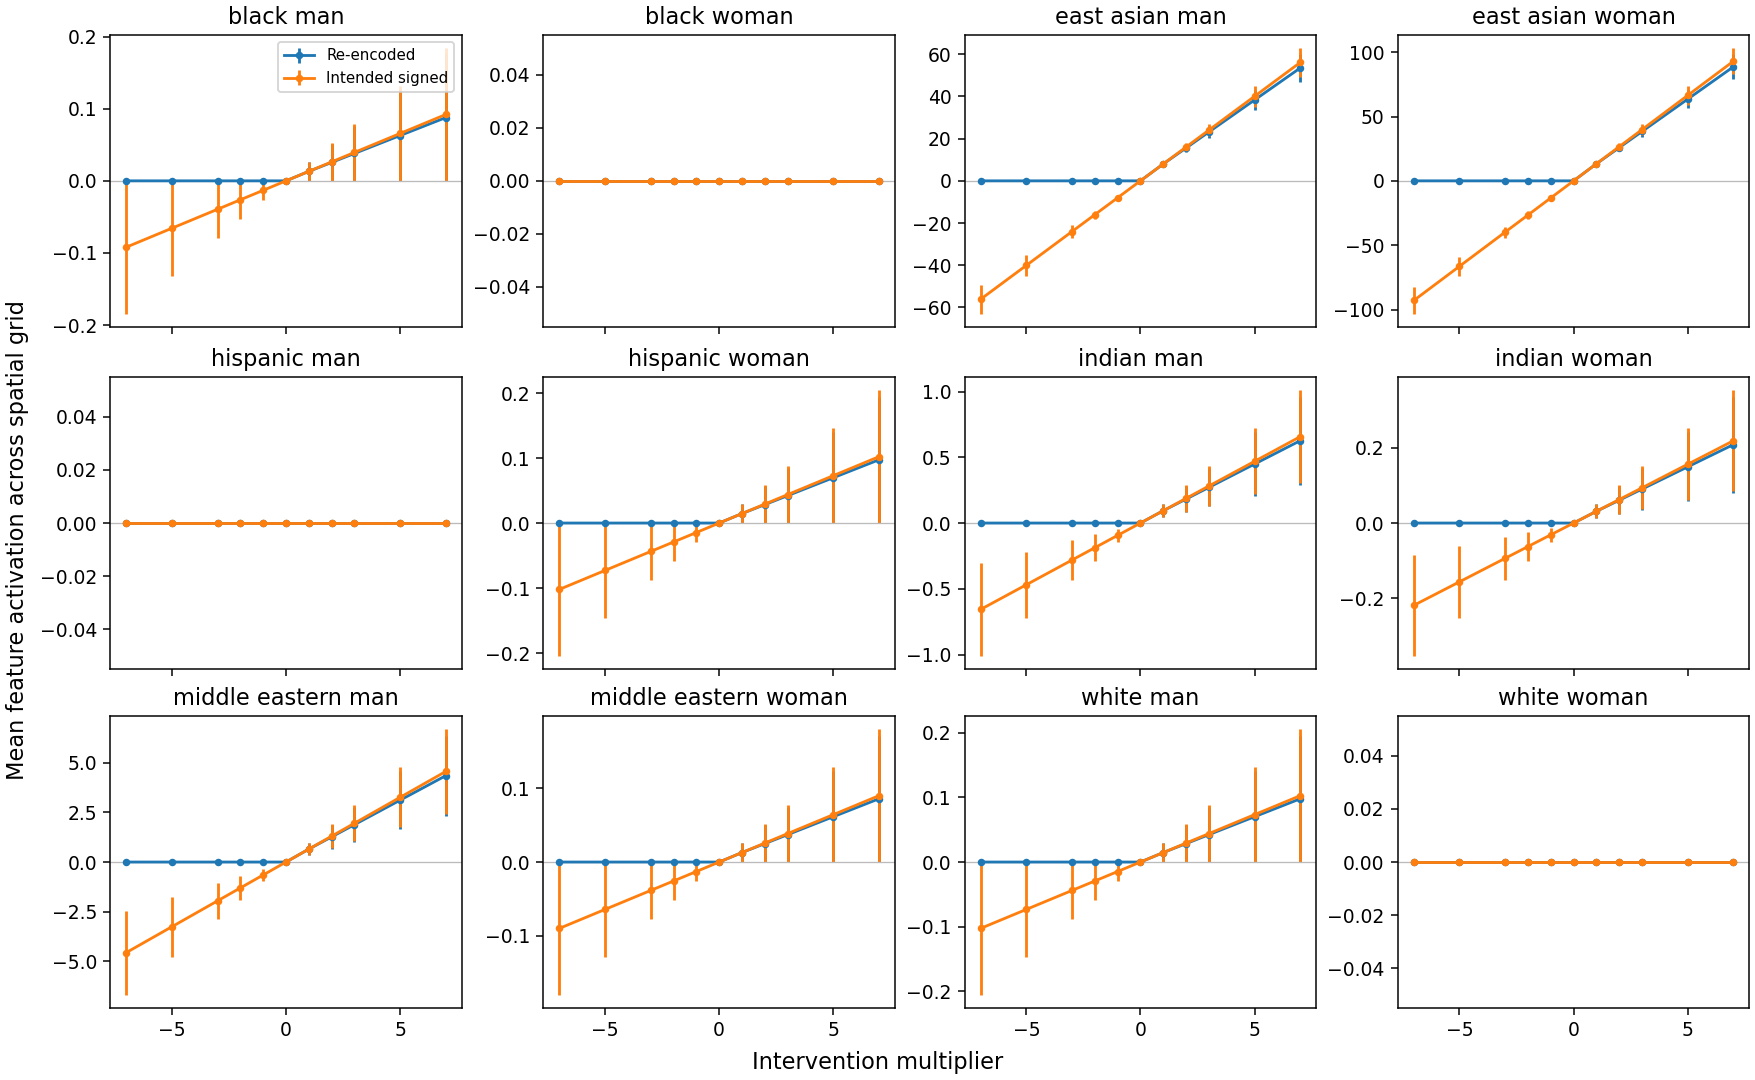 black man
black woman
east asian man
east asian woman
0.2
0.1
0.0
−0.1
−0.2
Re-encoded
Intended signed
0.04
0.02
0.00
−0.02
−0.04
60
40
20
0
−20
−40
−60
100
50
0
−50
−100
hispanic man
hispanic woman
indian man
indian woman
0.04
0.02
0.00
−0.02
−0.04
0.2
0.1
0.0
−0.1
−0.2
1.0
0.5
0.0
−0.5
−1.0
0.2
0.0
−0.2
middle eastern man
middle eastern woman
white man
white woman
5.0
2.5
0.0
−2.5
−5.0
0.1
0.0
−0.1
0.2
0.1
0.0
−0.1
−0.2
0.04
0.02
0.00
−0.02
−0.04
−5 0 5
−5 0 5
−5 0 5
−5 0 5
Mean feature activation across spatial grid
Intervention multiplier